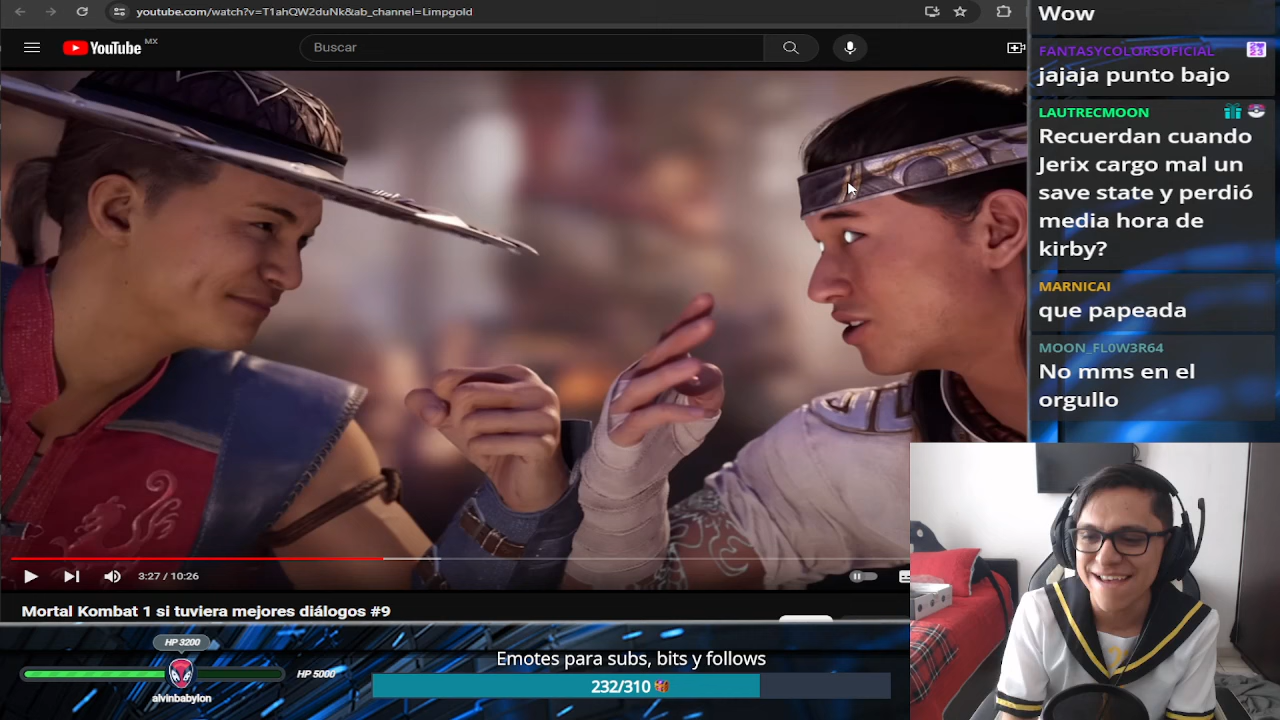 youtube.com/watch?v=T1ahQW2duNk&ab_channel=Limpgold
YouTube MX
Buscar
3:27 / 10:26
Mortal Kombat 1 si tuviera mejores diálogos #9
HP 3200
HP 5000
alvinbabylon
Emotes para subs, bits y follows
232/310
Wow
FANTASYCOLORSOFICIAL
jajaja punto bajo
LAUTRECMOON
Recuerdan cuando
Jerix cargo mal un
save state y perdió
media hora de
kirby?
MARNICAI
que papeada
MOON_FL0W3R64
No mms en el
orgullo